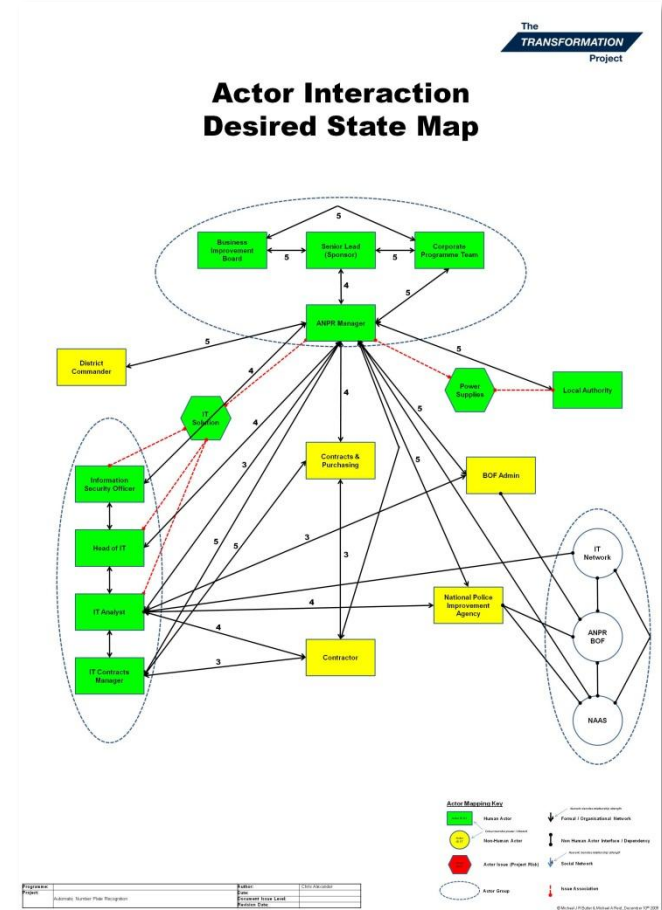 The
TRANSFORMATION
Project
Actor Interaction
Desired State Map
5
Business
Improvement
Board
5
Senior Lead
(Sponsor)
5
Corporate
Programme Team
4
5
ANPR Manager
5
District
Commander
4
5
IT
Solution
Power
Supplies
Local Authority
4
4
5
3
Contracts &
Purchasing
5
BOF Admin
Information
Security Officer
Head of IT
5
5
3
3
IT
Network
IT Analyst
4
National Police
Improvement
Agency
4
ANPR
BOF
IT Contracts
Manager
3
Contractor
NAAS
Actor Mapping Key
Human Actor
Formal / Organisational Network
Non-Human Actor
Non Human Actor Interface / Dependency
Actor Issue (Project Risk)
Social Network
Actor Group
Issue Association
Programme:
Author:
Chris Alexander
Project:
Automatic Number Plate Recognition
Date:
Document Issue Level:
Revision Date: